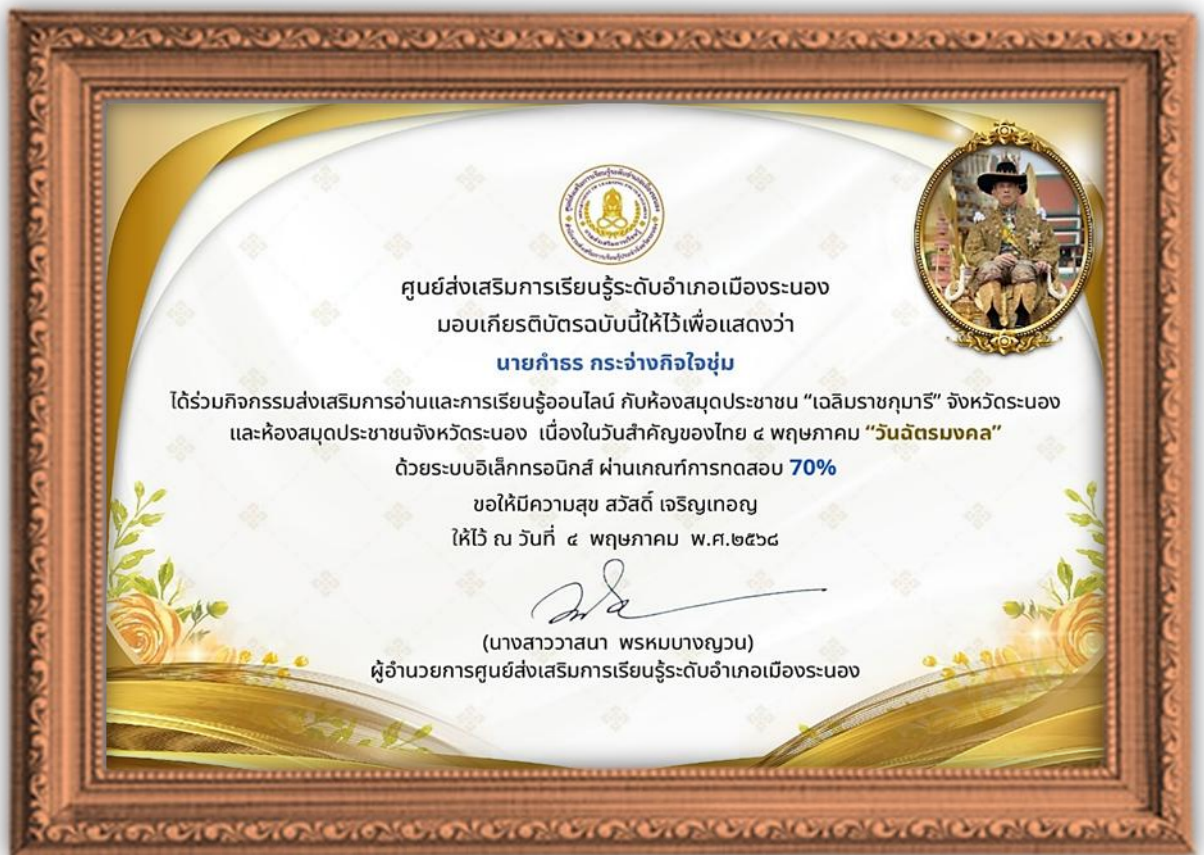 ศูนย์ส่งเสริมการเรียนรู้ระดับอำเภอเมืองระนอง
มอบเกียรติบัตรฉบับนี้ให้ไว้เพื่อแสดงว่า
นายกำธร กระจ่างกิจใจชุ่ม
ได้ร่วมกิจกรรมส่งเสริมการอ่านและการเรียนรู้ออนไลน์ กับห้องสมุดประชาชน “เฉลิมราชกุมารี” จังหวัดระนอง
และห้องสมุดประชาชนจังหวัดระนอง เนื่องในวันสำคัญของไทย ๔ พฤษภาคม “วันฉัตรมงคล”
ด้วยระบบอิเล็กทรอนิกส์ ผ่านเกณฑ์การทดสอบ 70%
ขอให้มีความสุข สวัสดิ์ เจริญเทอญ
ให้ไว้ ณ วันที่ ๔ พฤษภาคม พ.ศ.๒๕๖๘
(นางสาววาสนา พรหมบางญวน)
ผู้อำนวยการศูนย์ส่งเสริมการเรียนรู้ระดับอำเภอเมืองระนอง